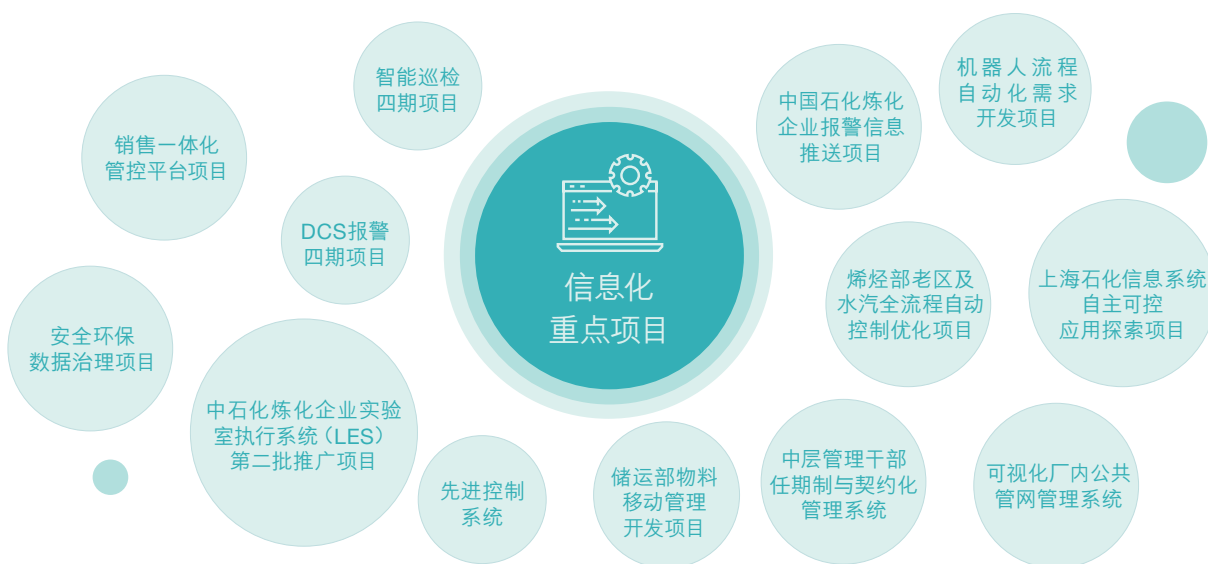 智能巡检
四期项目
销售一体化
管控平台项目
DCS报警
四期项目
安全环保
数据治理项目
中石化炼化企业实验
室执行系统（LES）
第二批推广项目
先进控制
系统
信息化
重点项目
储运部物料
移动管理
开发项目
中国石化炼化
企业报警信息
推送项目
机器人流程
自动化需求
开发项目
烯烃部老区及
水汽全流程自动
控制优化项目
上海石化信息系统
自主可控
应用探索项目
中层管理干部
任期制与契约化
管理系统
可视化厂内公共
管网管理系统